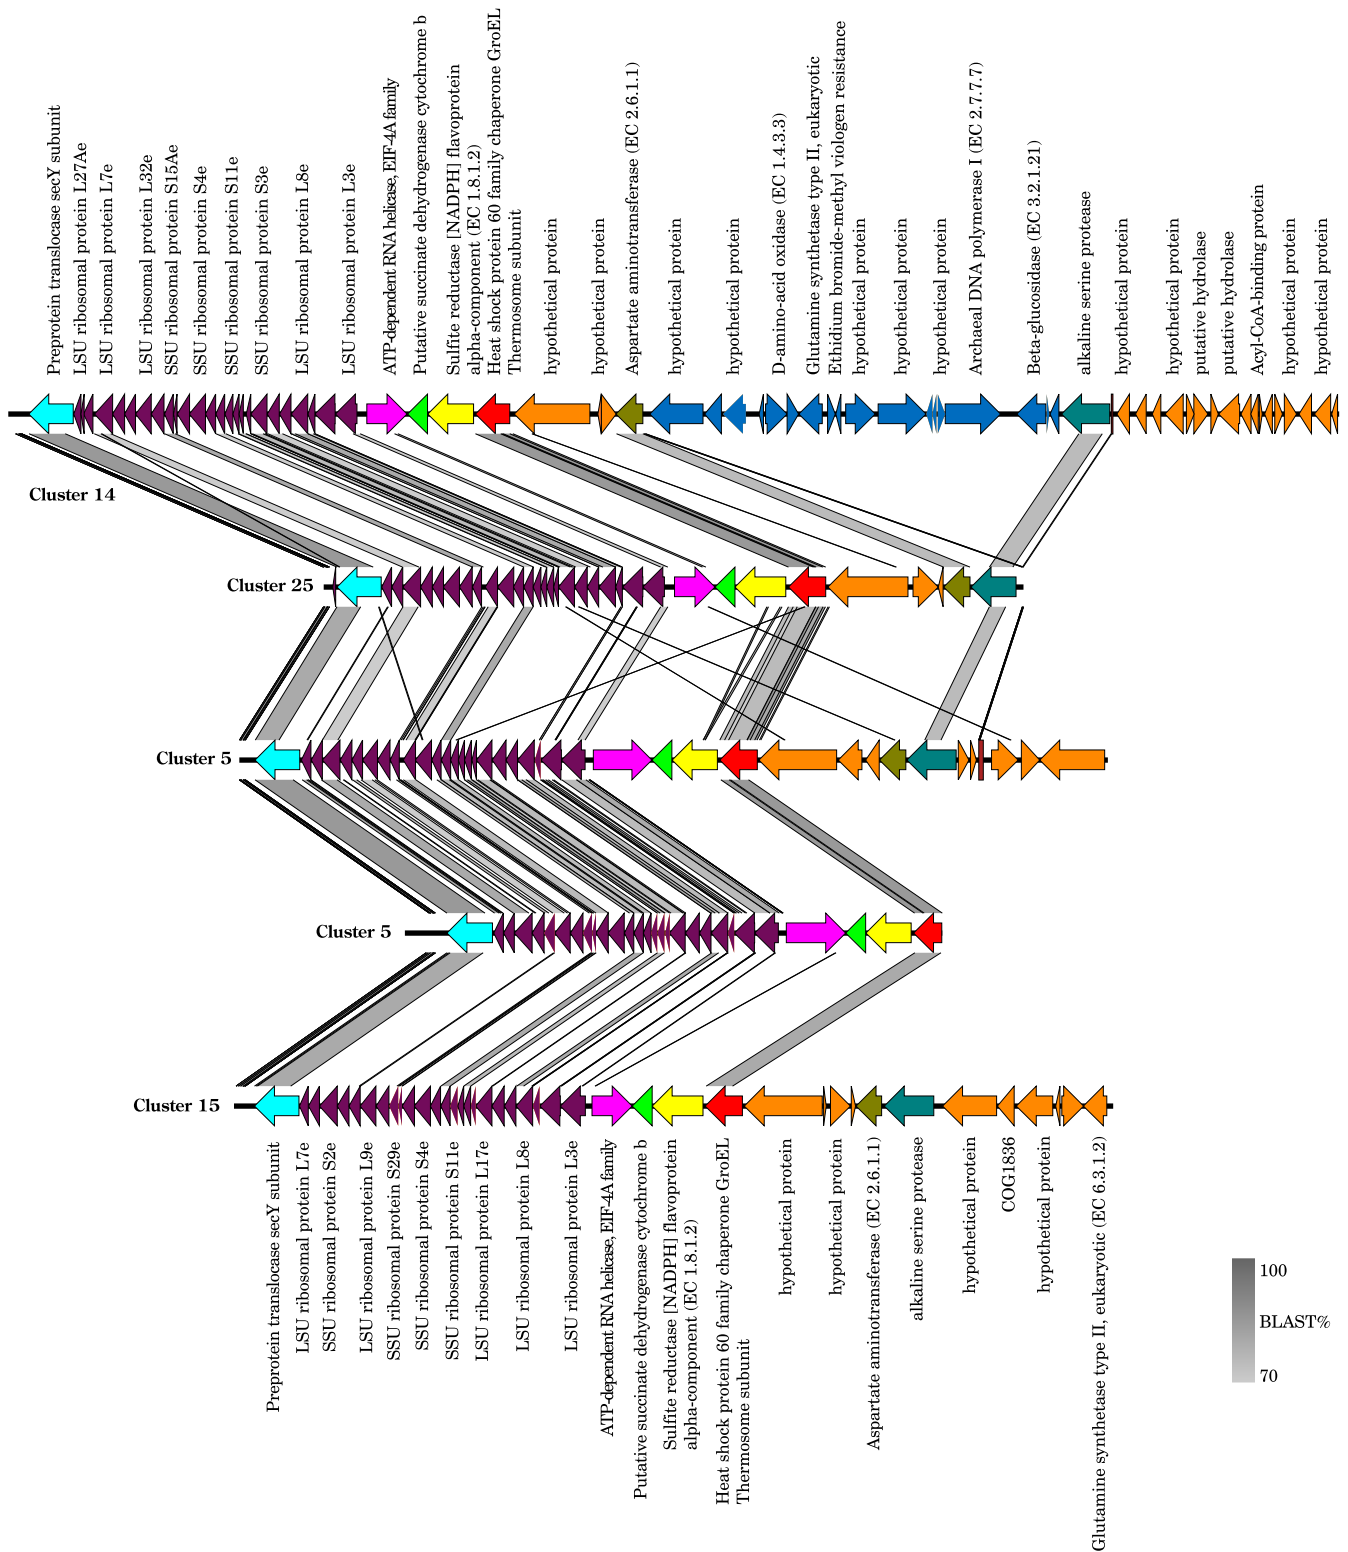 Preprotein translocase secY subunit
LSU ribosomal protein L27Ae
LSU ribosomal protein L7e
LSU ribosomal protein L32e
SSU ribosomal protein S15Ae
SSU ribosomal protein S4e
SSU ribosomal protein S11e
SSU ribosomal protein S3e
LSU ribosomal protein L8e
LSU ribosomal protein L3e
ATP-dependent RNA helicase, EIF-4A family
Putative succinate dehydrogenase cytochrome b
Sulfite reductase [NADPH] flavoprotein
alpha-component (EC 1.8.1.2)
Heat shock protein 60 family chaperone GroEL
Thermosome subunit
hypothetical protein
hypothetical protein
Aspartate aminotransferase (EC 2.6.1.1)
hypothetical protein
hypothetical protein
D-amino-acid oxidase (EC 1.4.3.3)
Glutamine synthetase type II, eukaryotic
Ethidium bromide-methyl viologen resistance
hypothetical protein
hypothetical protein
hypothetical protein
Archaeal DNA polymerase I (EC 2.7.7.7)
Beta-glucosidase (EC 3.2.1.21)
alkaline serine protease
hypothetical protein
hypothetical protein
putative hydrolase
putative hydrolase
Acyl-CoA-binding protein
hypothetical protein
hypothetical protein
Cluster 14
Cluster 25
Cluster 5
Cluster 5
Cluster 15
Preprotein translocase secY subunit
LSU ribosomal protein L7e
SSU ribosomal protein S2e
LSU ribosomal protein L9e
SSU ribosomal protein S29e
SSU ribosomal protein S4e
SSU ribosomal protein S11e
LSU ribosomal protein L17e
LSU ribosomal protein L8e
LSU ribosomal protein L3e
ATP-dependent RNA helicase, EIF-4A family
Putative succinate dehydrogenase cytochrome b
Sulfite reductase [NADPH] flavoprotein
alpha-component (EC 1.8.1.2)
Heat shock protein 60 family chaperone GroEL
Thermosome subunit
hypothetical protein
hypothetical protein
Aspartate aminotransferase (EC 2.6.1.1)
alkaline serine protease
hypothetical protein
COG1836
hypothetical protein
Glutamine synthetase type II, eukaryotic (EC 6.3.1.2)
100
BLAST%
70